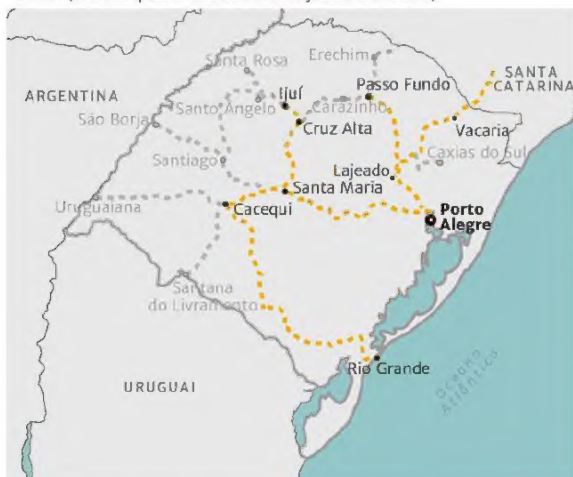 Santa Rosa
Erechim
Ijuí
Passo Fundo
SANTA
CATARINA
ARGENTINA
Santo Ângelo
Carazinho
São Borja
Cruz Alta
Vacaria
Santiago
Lajeado
Caxias do Sul
Santa Maria
Uruguaiana
Cacequi
Porto
Alegre
Santana
do Livramento
Rio Grande
Oceano
Atlântico
URUGUAI